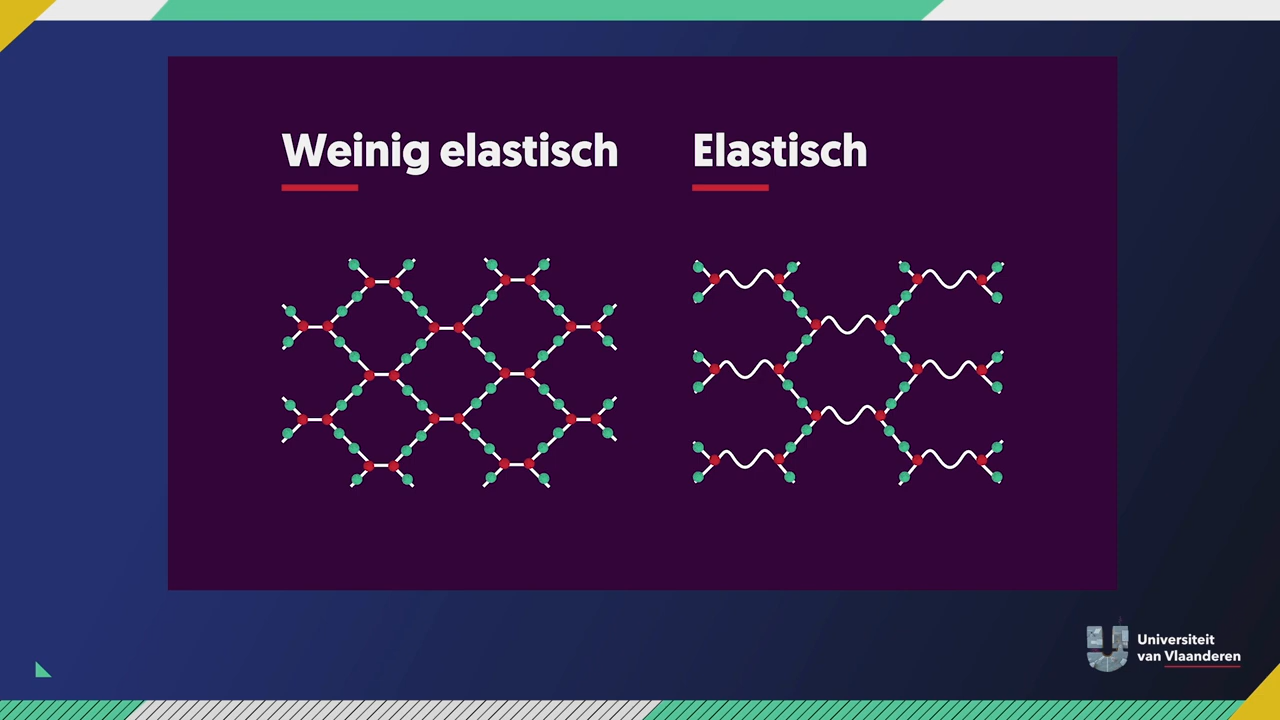 Weinig elastisch
Elastisch
Universiteit
van Vlaanderen